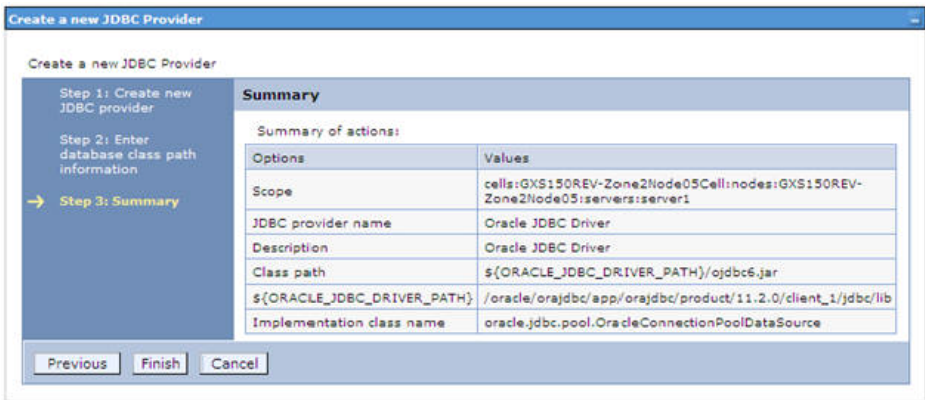 Create a new JDBC Provider
Create a new JDBC Provider
Step 1: Create new
JDBC provider
Step 2: Enter
database class path
information
Step 3: Summary
Summary
Summary of actions:
Options Values
Scope cells:GXS150REV-Zone2Node05Cell:nodes:GXS150REV-
Zone2Node05:servers:server1
JDBC provider name Oracle JDBC Driver
Description Oracle JDBC Driver
Class path ${ORACLE_JDBC_DRIVER_PATH}/ojdbc6.jar
${ORACLE_JDBC_DRIVER_PATH} /oracle/orajdbc/app/orajdbc/product/11.2.0/client_1/jdbc/lib
Implementation class name oracle.jdbc.pool.OracleConnectionPoolDataSource
Previous Finish Cancel